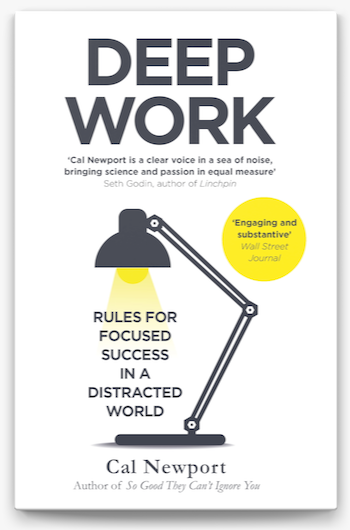 DEEP
WORK
‘Cal Newport is a clear voice in a sea of noise,
bringing science and passion in equal measure’
Seth Godin, author of Linchpin
‘Engaging and
substantive’
Wall Street
Journal
RULES FOR
FOCUSED
SUCCESS
IN A
DISTRACTED
WORLD
Cal Newport
Author of So Good They Can't Ignore You